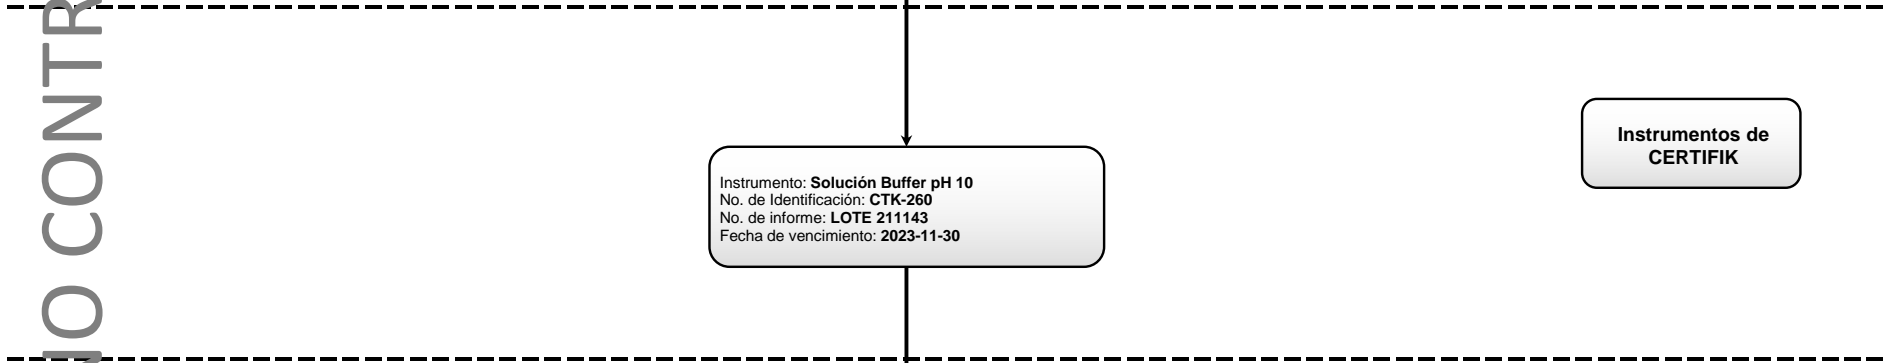 Instrumento: Solución Buffer pH 10
No. de Identificación: CTK-260
No. de informe: LOTE 211143
Fecha de vencimiento: 2023-11-30
Instrumentos de
CERTIFIK